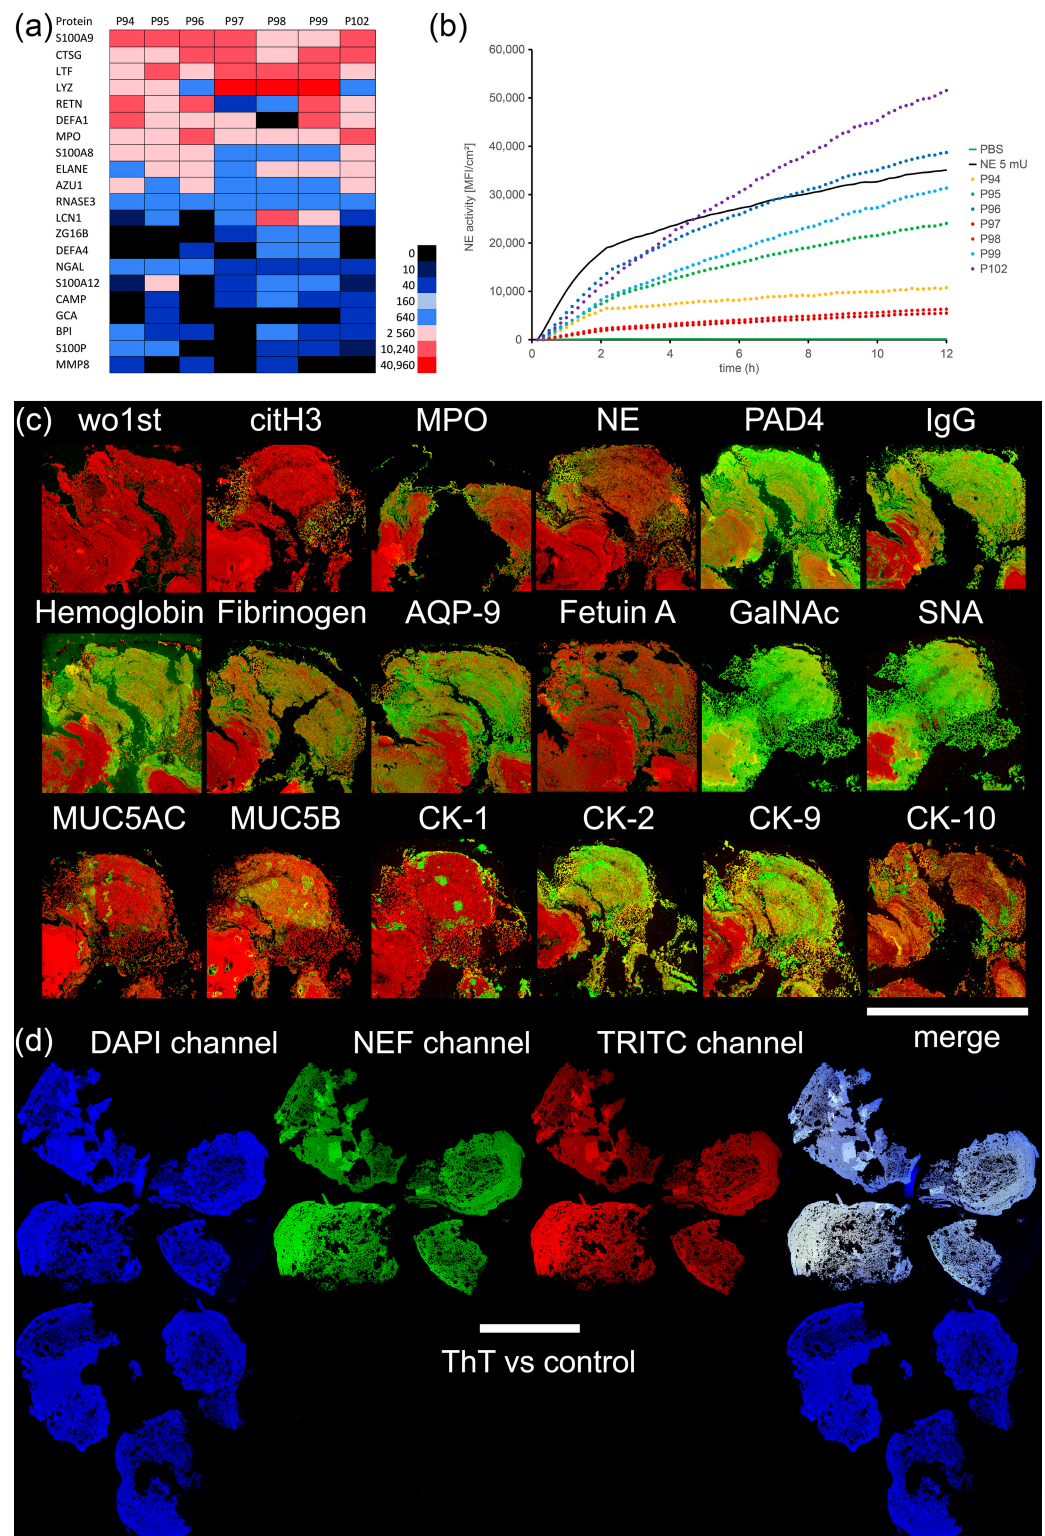 (a)
Protein P94 P95 P96 P97 P98 P99 P102
S100A9
CTSG
LTF
LYZ
RETN
DEFA1
MPO
S100A8
ELANE
AZU1
RNASE3
LCN1
ZG16B
DEFA4
NGAL
S100A12
CAMP
GCA
BPI
S100P
MMP8
0
10
40
160
640
2 560
10,240
40,960
(b)
60,000
50,000
40,000
30,000
20,000
10,000
0
NE activity [MFI/cm²]
0 2 4 6 8 10 12
time (h)
PBS
NE 5 mU
P94
P95
P96
P97
P98
P99
P102
(c)
wo1st citH3 MPO NE PAD4 IgG
Hemoglobin Fibrinogen AQP-9 Fetuin A GalNAc SNA
MUC5AC MUC5B CK-1 CK-2 CK-9 CK-10
(d)
DAPI channel NEF channel TRITC channel merge
ThT vs control